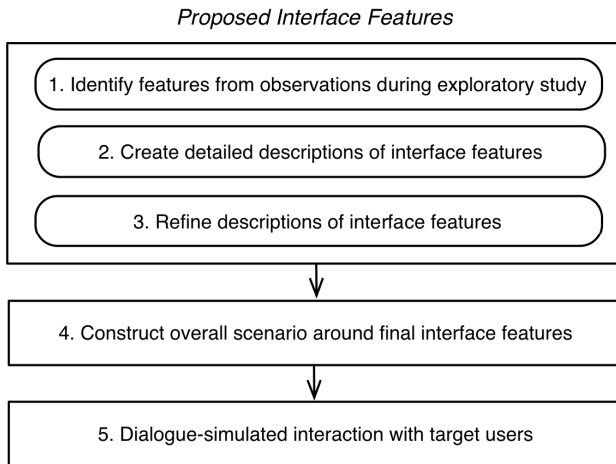 Proposed Interface Features
1. Identify features from observations during exploratory study
2. Create detailed descriptions of interface features
3. Refine descriptions of interface features
4. Construct overall scenario around final interface features
5. Dialogue-simulated interaction with target users